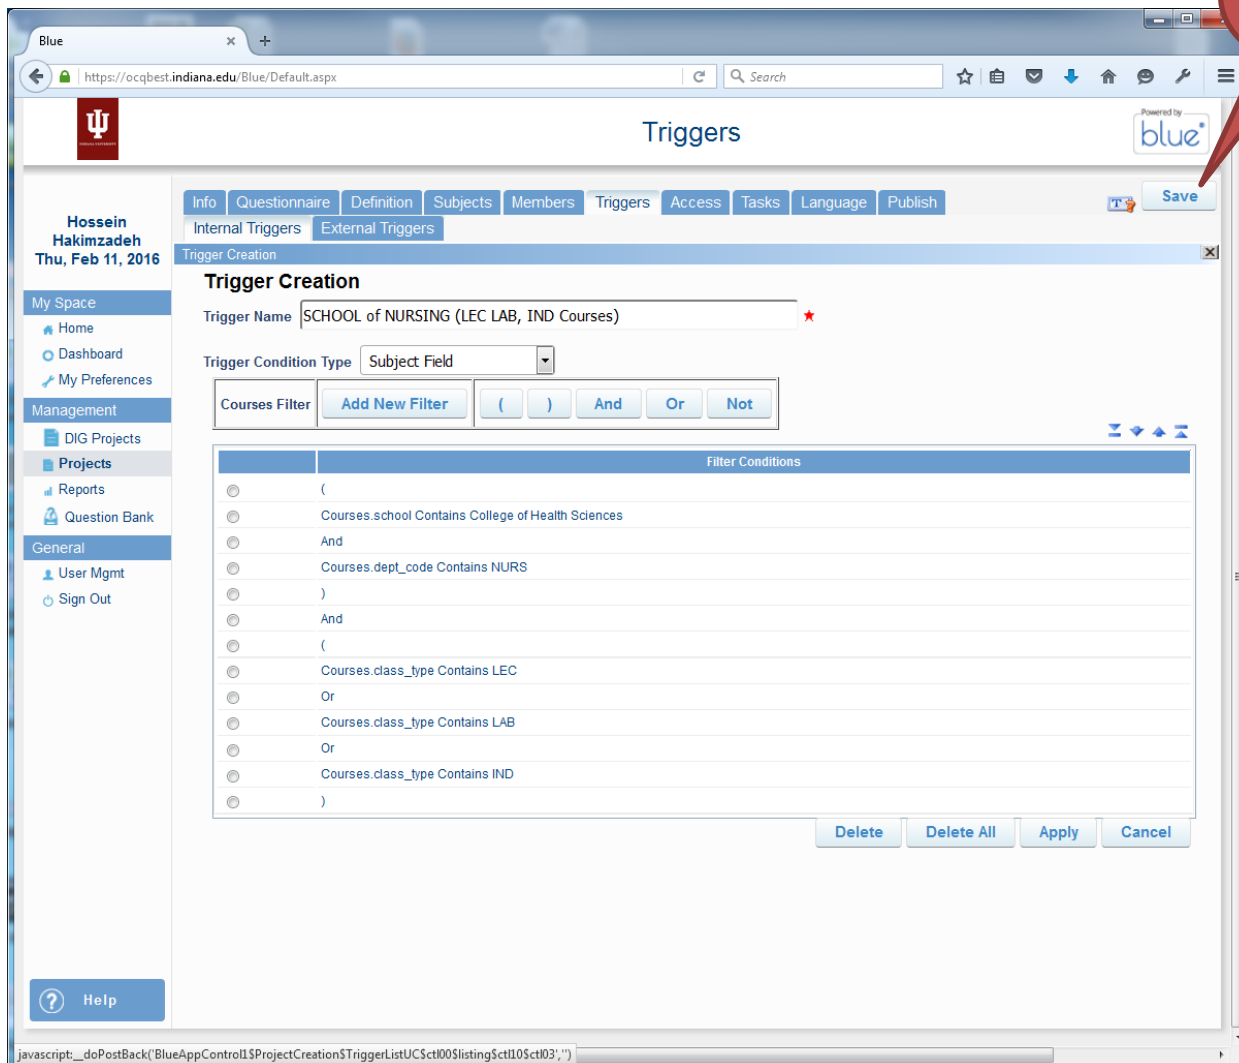 Blue
https://ocqbest.indiana.edu/Blue/Default.aspx
Search
INDIANA UNIVERSITY
Triggers
Powered by
blue
Hossein
Hakimzadeh
Thu, Feb 11, 2016
My Space
Home
Dashboard
My Preferences
Management
DIG Projects
Projects
Reports
Question Bank
General
User Mgmt
Sign Out
Help
Info Questionnaire Definition Subjects Members Triggers Access Tasks Language Publish
T
Save
Internal Triggers External Triggers
Trigger Creation
Trigger Creation
Trigger Name SCHOOL of NURSING (LEC LAB, IND Courses)
Trigger Condition Type Subject Field
Courses Filter Add New Filter ( ) And Or Not
Filter Conditions
(
Courses.school Contains College of Health Sciences
And
Courses.dept_code Contains NURS
)
And
(
Courses.class_type Contains LEC
Or
Courses.class_type Contains LAB
Or
Courses.class_type Contains IND
)
Delete Delete All Apply Cancel
javascript:__doPostBack('BlueAppControl1$ProjectCreation$TriggerListUC$ctl00$listing$ctl10$ctl03','')